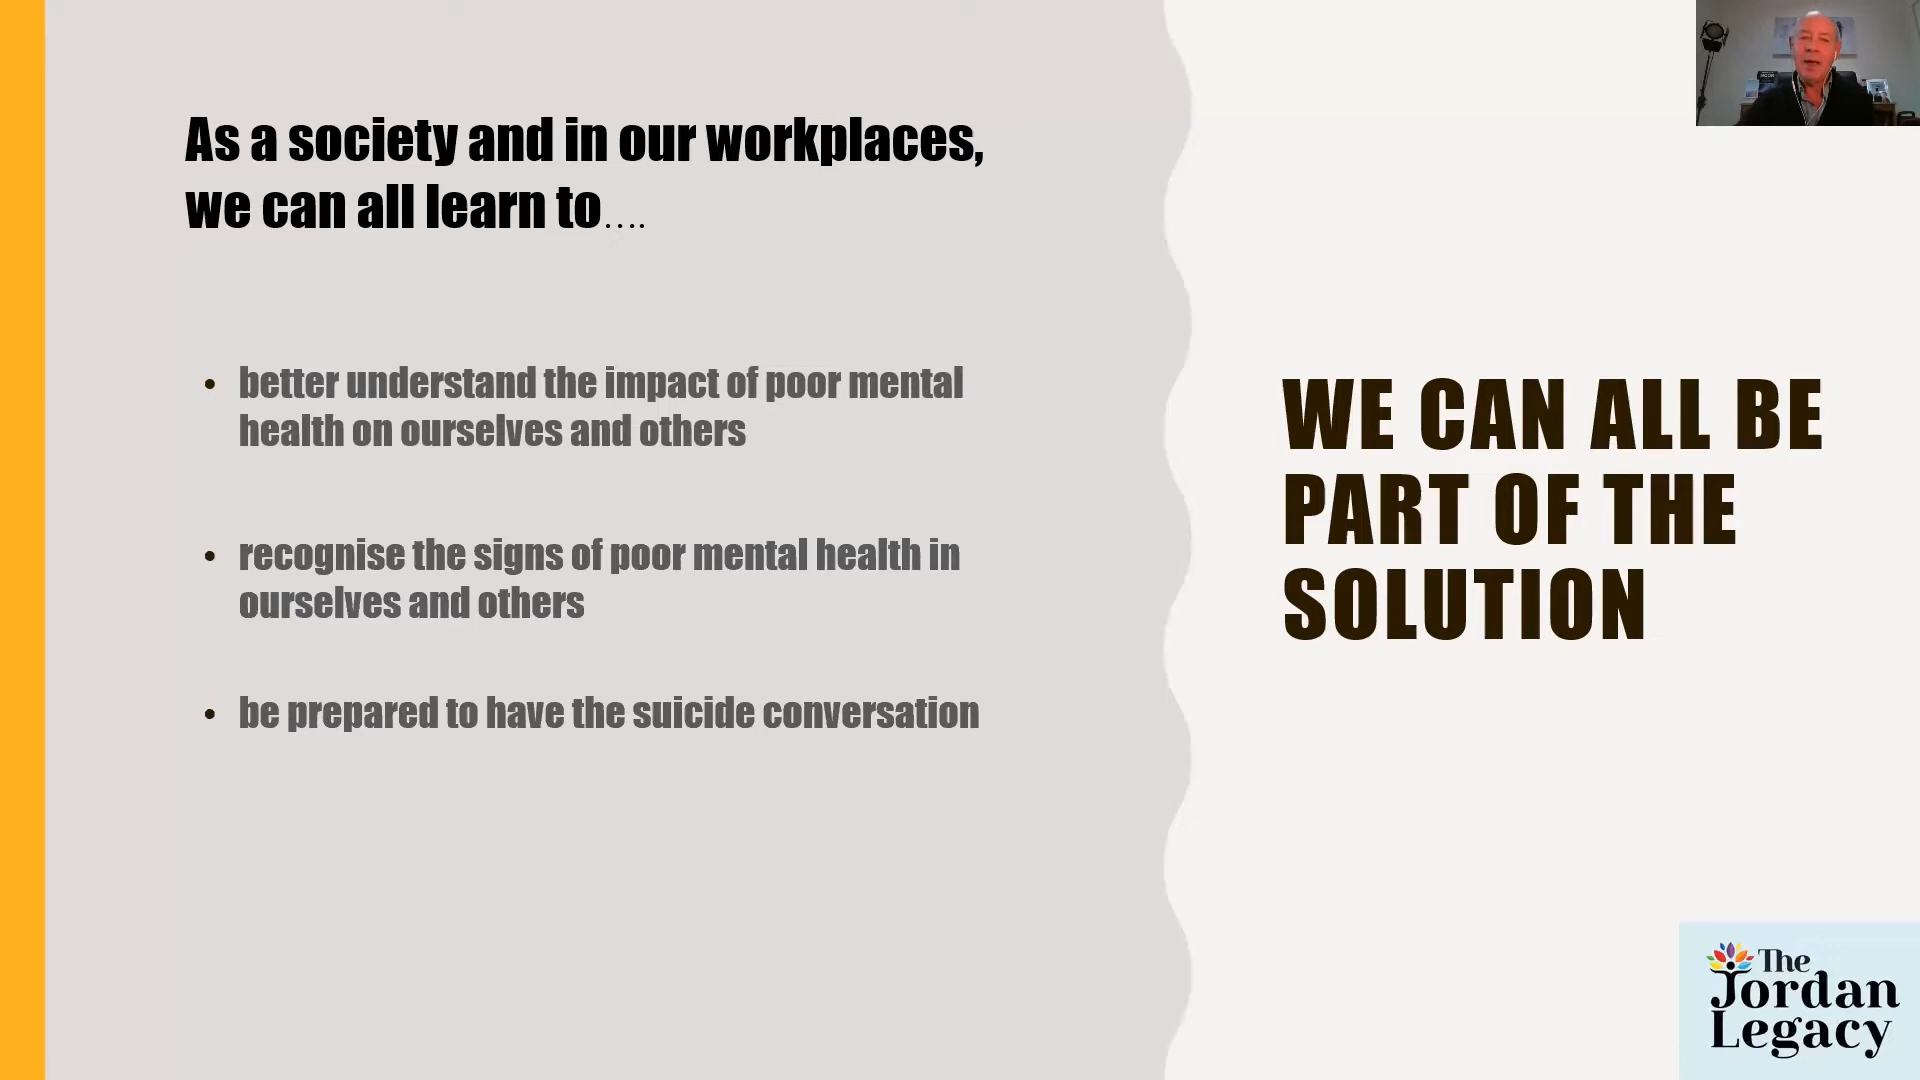 As a society and in our workplaces,
we can all learn to....
• better understand the impact of poor mental
health on ourselves and others
• recognise the signs of poor mental health in
ourselves and others
• be prepared to have the suicide conversation
WE CAN ALL BE
PART OF THE
SOLUTION
The
Jordan
Legacy